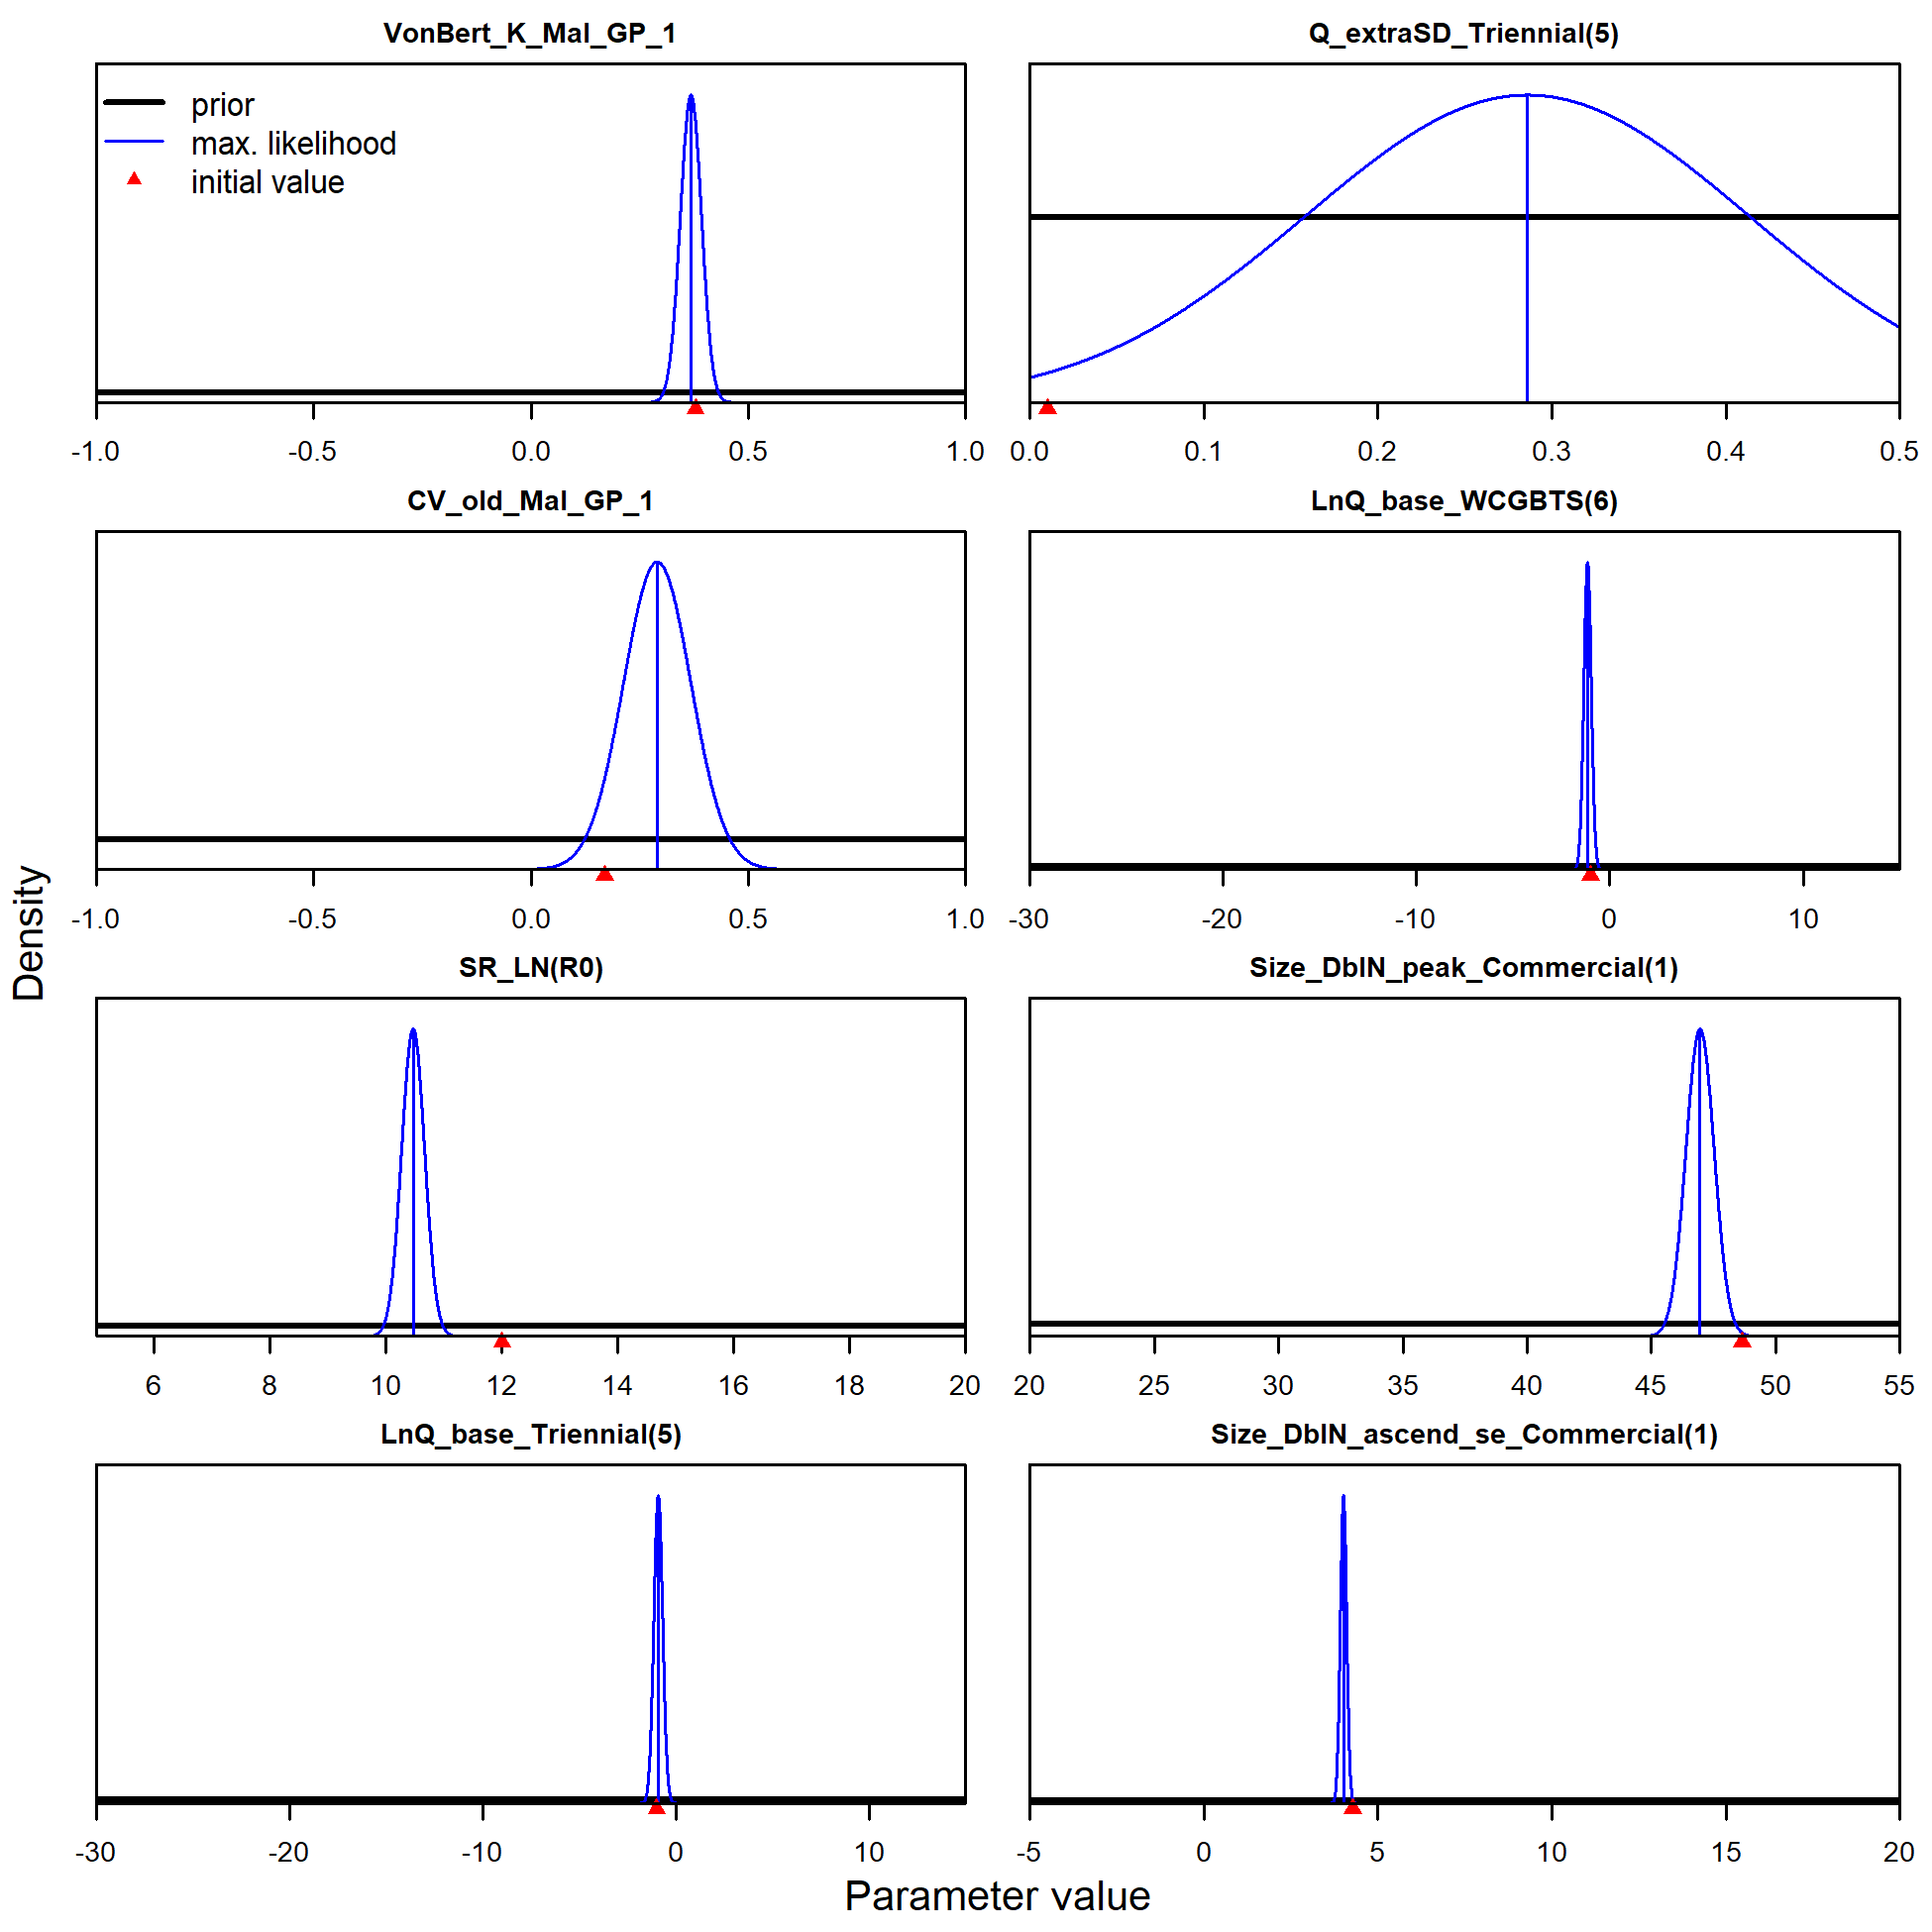 VonBert_K_Mal_GP_1
prior
max. likelihood
initial value
-1.0 -0.5 0.0 0.5 1.0
Q_extraSD_Triennial(5)
0.0 0.1 0.2 0.3 0.4 0.5
CV_old_Mal_GP_1
-1.0 -0.5 0.0 0.5 1.0
LnQ_base_WCGBTS(6)
-30 -20 -10 0 10
SR_LN(R0)
6 8 10 12 14 16 18 20
Size_DblN_peak_Commercial(1)
20 25 30 35 40 45 50 55
LnQ_base_Triennial(5)
-30 -20 -10 0 10
Size_DblN_ascend_se_Commercial(1)
-5 0 5 10 15 20
Density
Parameter value